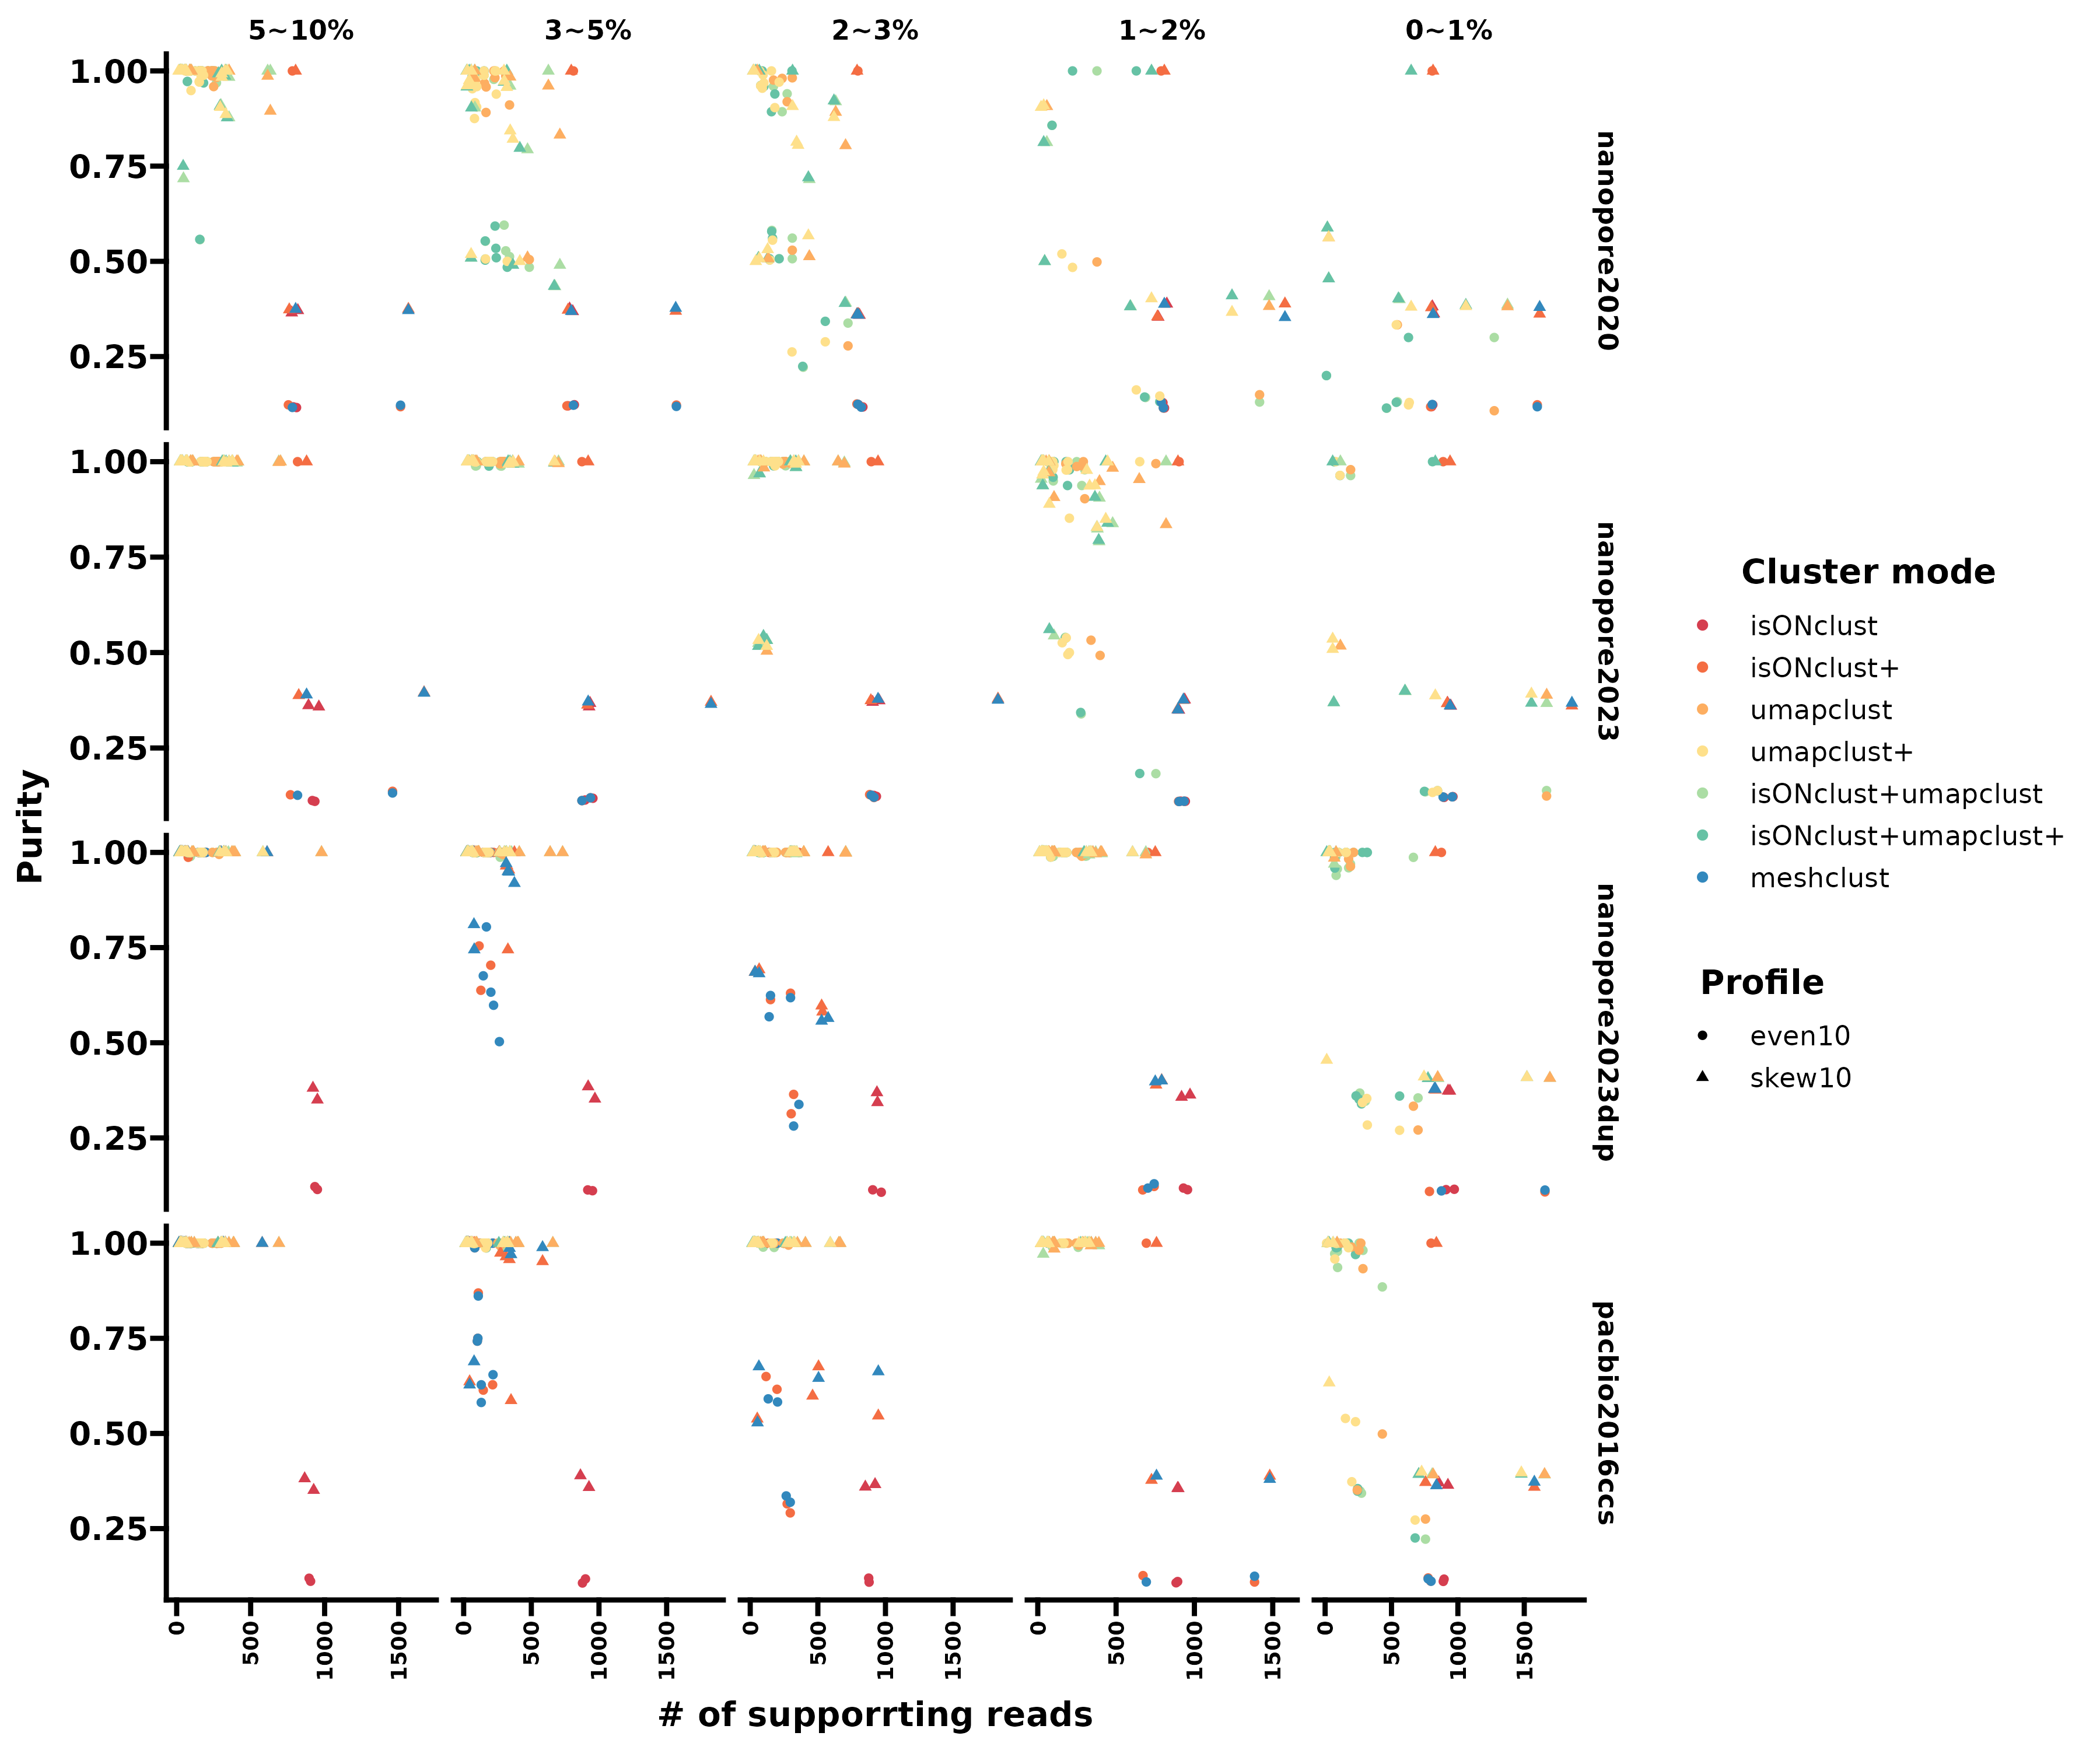 5~10% 3~5% 2~3% 1~2% 0~1%
1.00
0.75
0.50
0.25
nanopore2020
1.00
0.75
0.50
0.25
nanopore2023
1.00
0.75
0.50
0.25
nanopore2023dup
1.00
0.75
0.50
0.25
pacbio2016ccs
Purity
0 500 1000 1500 0 500 1000 1500 0 500 1000 1500 0 500 1000 1500 0 500 1000 1500
# of supporrting reads
Cluster mode
isONclust
isONclust+
umapclust
umapclust+
isONclust+umapclust
isONclust+umapclust+
meshclust
Profile
even10
skew10